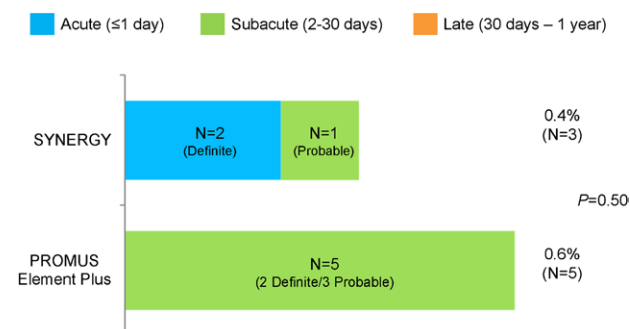 Acute (≤1 day) Subacute (2-30 days) Late (30 days – 1 year)
SYNERGY
N=2
(Definite)
N=1
(Probable)
0.4%
(N=3)
P=0.50
PROMUS
Element Plus
N=5
(2 Definite/3 Probable)
0.6%
(N=5)